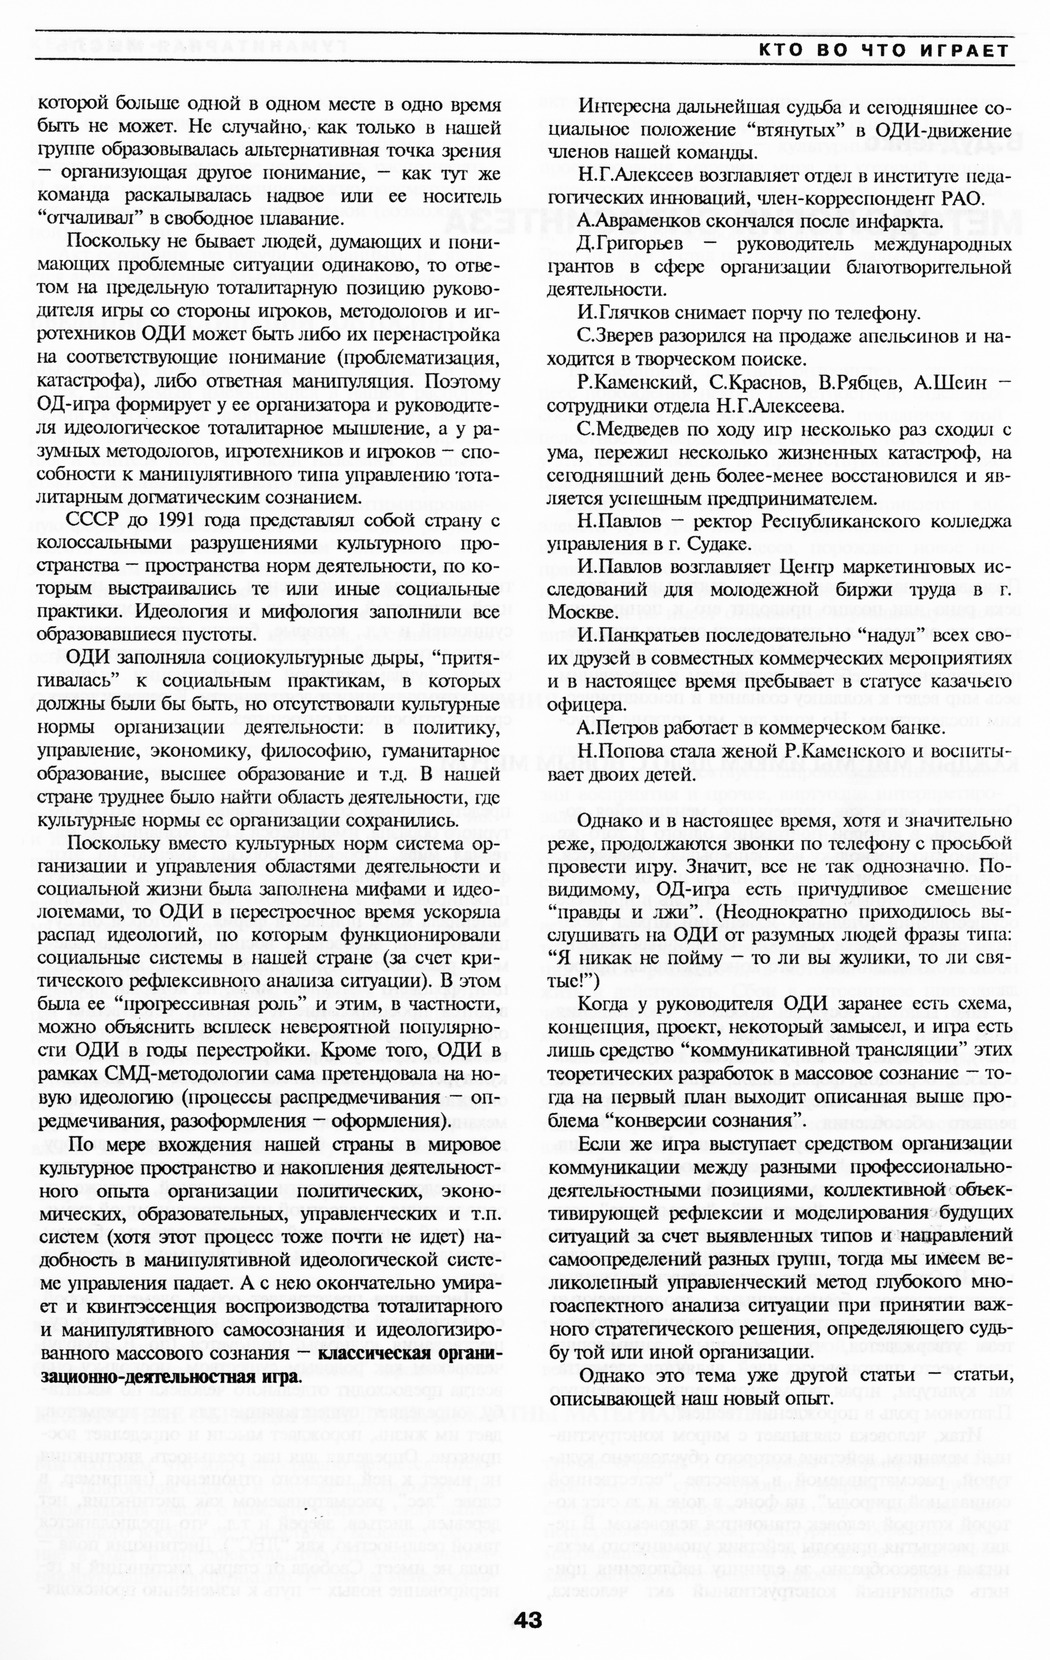 КТО ВО ЧТО ИГРАЕТ
которой больше одной в одном месте в одно время
быть не может. Не случайно, как только в нашей
группе образовывалась альтернативная точка зрения
— организующая другое понимание, — как тут же
команда раскалывалась надвое или ее носитель
“отчаливал” в свободное плавание.
Поскольку не бывает людей, думающих и пони-
мающих проблемные ситуации одинаково, то отве-
том на предельную тоталитарную позицию руково-
дителя игры со стороны игроков, методологов и иг-
ротехников ОДИ может быть либо их перенастройка
на соответствующие понимание (проблематизация,
катастрофа), либо ответная манипуляция. Поэтому
ОД-игра формирует у ее организатора и руководите-
ля идеологическое тоталитарное мышление, а у ра-
зумных методологов, игротехников и игроков — спо-
собности к манипулятивного типа управлению тота-
литарным догматическим сознанием.
СССР до 1991 года представлял собой страну с
колоссальными разрушениями культурного про-
странства — пространства норм деятельности, по ко-
торым выстраивались те или иные социальные
практики. Идеология и мифология заполнили все
образовавшиеся пустоты.
ОДИ заполняла социокультурные дыры, “притя-
гивалась” к социальным практикам, в которых
должны были бы быть, но отсутствовали культурные
нормы организации деятельности: в политику,
управление, экономику, философию, гуманитарное
образование, высшее образование и т.д. В нашей
стране труднее было найти область деятельности, где
культурные нормы ее организации сохранились.
Поскольку вместо культурных норм система ор-
ганизации и управления областями деятельности и
социальной жизни была заполнена мифами и идео-
логемами, то ОДИ в перестроечное время ускоряла
распад идеологий, по которым функционировали
социальные системы в нашей стране (за счет кри-
тического рефлексивного анализа ситуации). В этом
была ее “прогрессивная роль” и этим, в частности,
можно объяснить всплеск невероятной популярно-
сти ОДИ в годы перестройки. Кроме того, ОДИ в
рамках СМД-методологии сама претендовала на но-
вую идеологию (процессы распредмечивания — оп-
редмечивания, разоформления — оформления).
По мере вхождения нашей страны в мировое
культурное пространство и накопления деятельност-
ного опыта организации политических, эконо-
мических, образовательных, управленческих и т.п.
систем (хотя этот процесс тоже почти не идет) на-
добность в манипулятивной идеологической систе-
ме управления падает. А с нею окончательно умира-
ет и квинтэссенция воспроизводства тоталитарного
и манипулятивного самосознания и идеологизиро-
ванного массового сознания — классическая органи-
зационно-деятельностная игра.
Интересна дальнейшая судьба и сегодняшнее со-
циальное положение “втянутых” в ОДИ-движение
членов нашей команды.
Н.Г.Алексеев возглавляет отдел в институте педа-
гогических инноваций, член-корреспондент РАО.
А.Авраменков скончался после инфаркта.
Д.Григорьев — руководитель международных
грантов в сфере организации благотворительной
деятельности.
И.Глячков снимает порчу по телефону.
С.Зверев разорился на продаже апельсинов и на-
ходится в творческом поиске.
Р.Каменский, С.Краснов, В.Рябцев, А.Шеин —
сотрудники отдела Н.Г.Алексеева.
С.Медведев по ходу игр несколько раз сходил с
ума, пережил несколько жизненных катастроф, на
сегодняшний день более-менее восстановился и яв-
ляется успешным предпринимателем.
Н.Павлов — ректор Республиканского колледжа
управления в г. Судаке.
И.Павлов возглавляет Центр маркетинговых ис-
следований для молодежной биржи труда в г.
Москве.
И.Панкратьев последовательно “надул” всех сво-
их друзей в совместных коммерческих мероприятиях
и в настоящее время пребывает в статусе казачьего
офицера.
А.Петров работает в коммерческом банке.
Н.Попова стала женой Р.Каменского и воспиты-
вает двоих детей.
Однако и в настоящее время, хотя и значительно
реже, продолжаются звонки по телефону с просьбой
провести игру. Значит, все не так однозначно. По-
видимому, ОД-игра есть причудливое смешение
“правды и лжи”. (Неоднократно приходилось вы-
слушивать на ОДИ от разумных людей фразы типа:
“Я никак не пойму — то ли вы жулики, то ли свя-
тые!”)
Когда у руководителя ОДИ заранее есть схема,
концепция, проект, некоторый замысел, и игра есть
лишь средство “коммуникативной трансляции” этих
теоретических разработок в массовое сознание — то-
гда на первый план выходит описанная выше про-
блема “конверсии сознания”.
Если же игра выступает средством организации
коммуникации между разными профессионально-
деятельностными позициями, коллективной объек-
тивирующей рефлексии и моделирования будущих
ситуаций за счет выявленных типов и направлений
самоопределений разных групп, тогда мы имеем ве-
ликолепный управленческий метод глубокого мно-
гоаспектного анализа ситуации при принятии важ-
ного стратегического решения, определяющего судь-
бу той или иной организации.
Однако это тема уже другой статьи — статьи,
описывающей наш новый опыт.
43